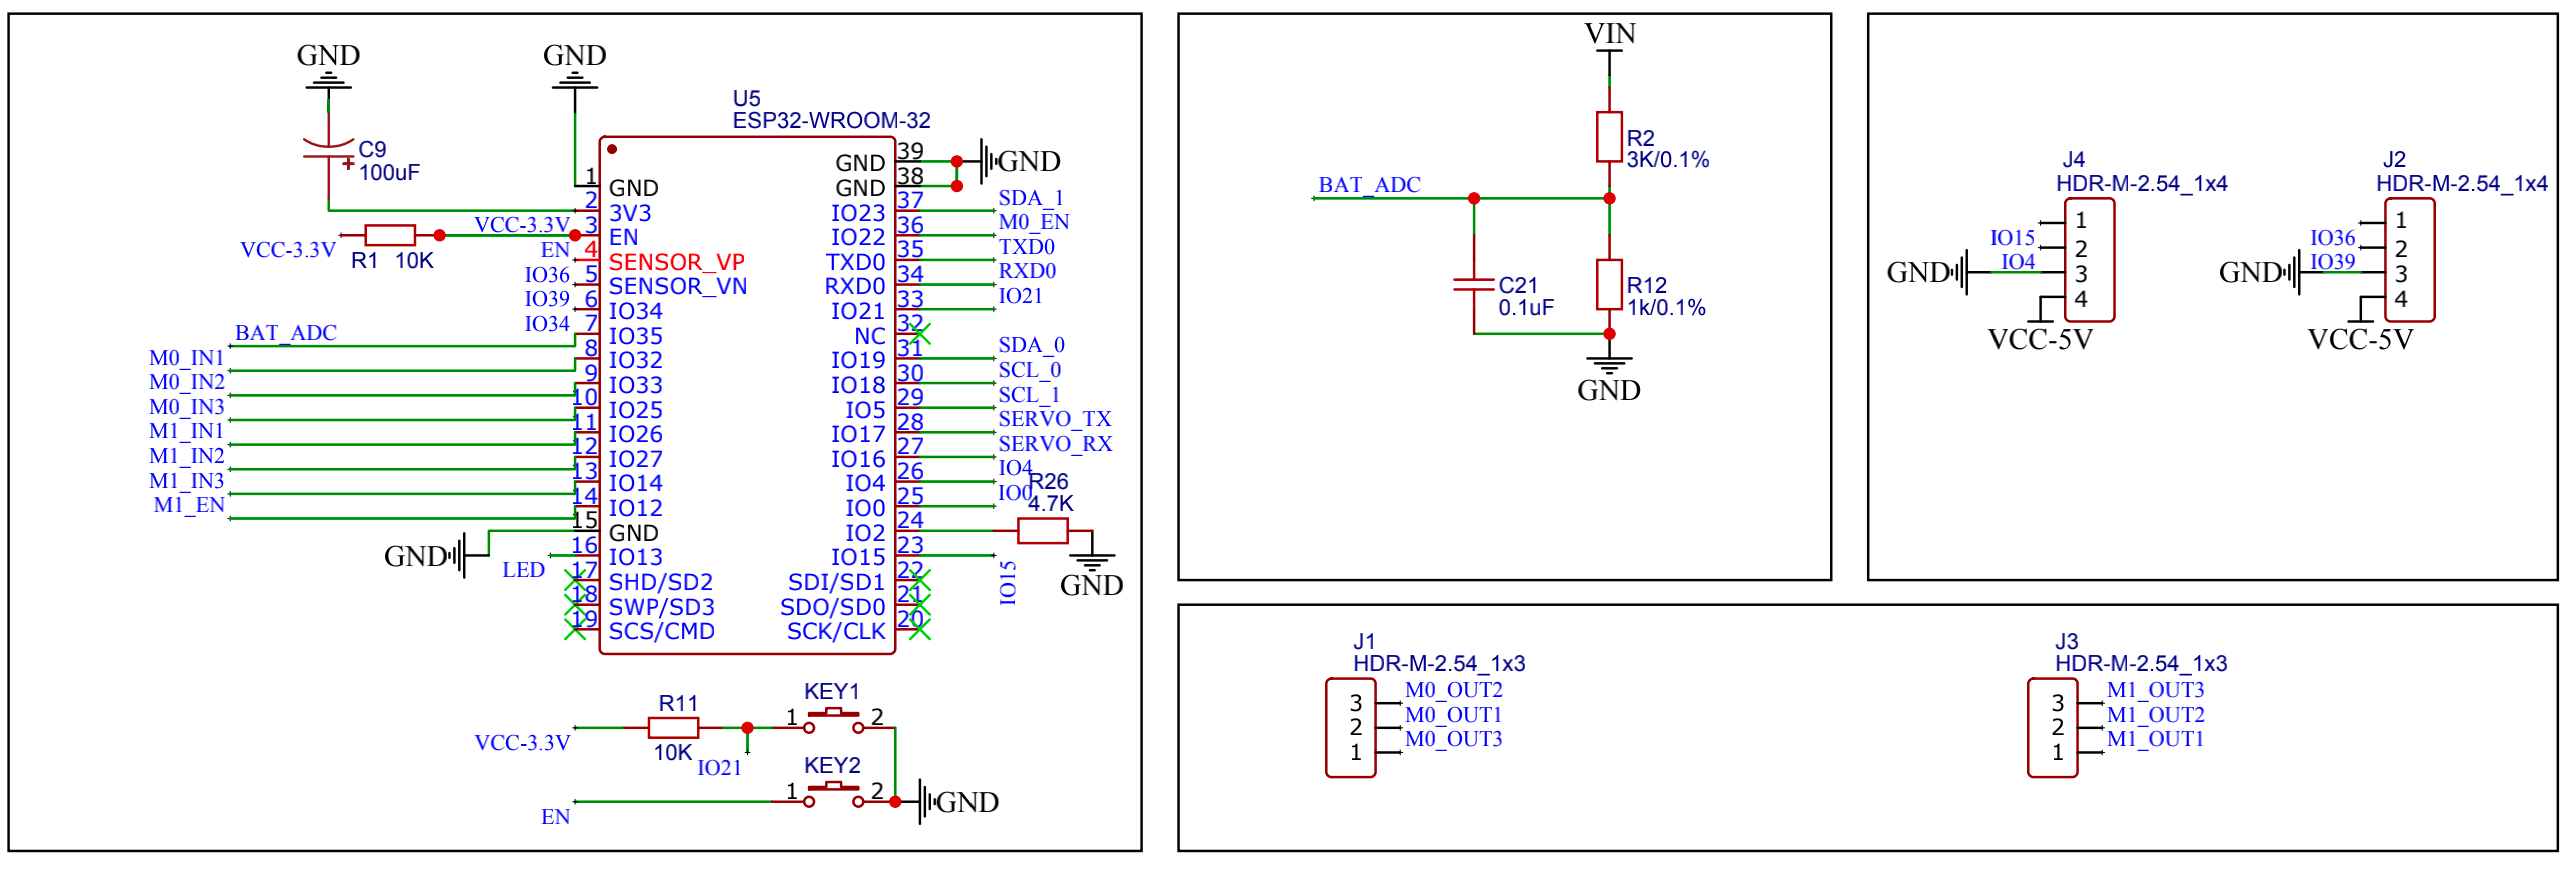 GND
GND
C9
100uF
U5
ESP32-WROOM-32
1
GND
2
3V3
VCC-3.3V
3
EN
EN
4
SENSOR_VP
IO36
5
SENSOR_VN
IO39
6
IO34
IO34
7
IO35
BAT_ADC
8
IO32
M0_IN1
9
IO33
M0_IN2
10
IO25
M0_IN3
11
IO26
M1_IN1
12
IO27
M1_IN2
13
IO14
M1_IN3
14
IO12
M1_EN
15
GND
GND
16
IO13
LED
17
SHD/SD2
18
SWP/SD3
19
SCS/CMD
VCC-3.3V
R1 10K
GND
39
GND
GND
38
IO23
37
SDA_1
IO22
36
M0_EN
TXD0
35
TXD0
RXD0
34
RXD0
IO21
33
IO21
NC
32
IO19
31
SDA_0
IO18
30
SCL_0
IO5
29
SCL_1
IO17
28
SERVO_TX
IO16
27
SERVO_RX
IO4
26
IO4
IO0
25
IO0
R26
4.7K
IO2
24
GND
IO15
23
IO15
SDI/SD1
22
SDO/SD0
21
SCK/CLK
20
R11
10K
VCC-3.3V
IO21
KEY1
1
2
KEY2
1
2
EN
GND
VIN
R2
3K/0.1%
BAT_ADC
C21
0.1uF
R12
1k/0.1%
GND
J4
HDR-M-2.54_1x4
1
IO15
2
IO4
GND
3
4
VCC-5V
J2
HDR-M-2.54_1x4
1
IO36
2
IO39
GND
3
4
VCC-5V
J1
HDR-M-2.54_1x3
3
M0_OUT2
2
M0_OUT1
1
M0_OUT3
J3
HDR-M-2.54_1x3
3
M1_OUT3
2
M1_OUT2
1
M1_OUT1